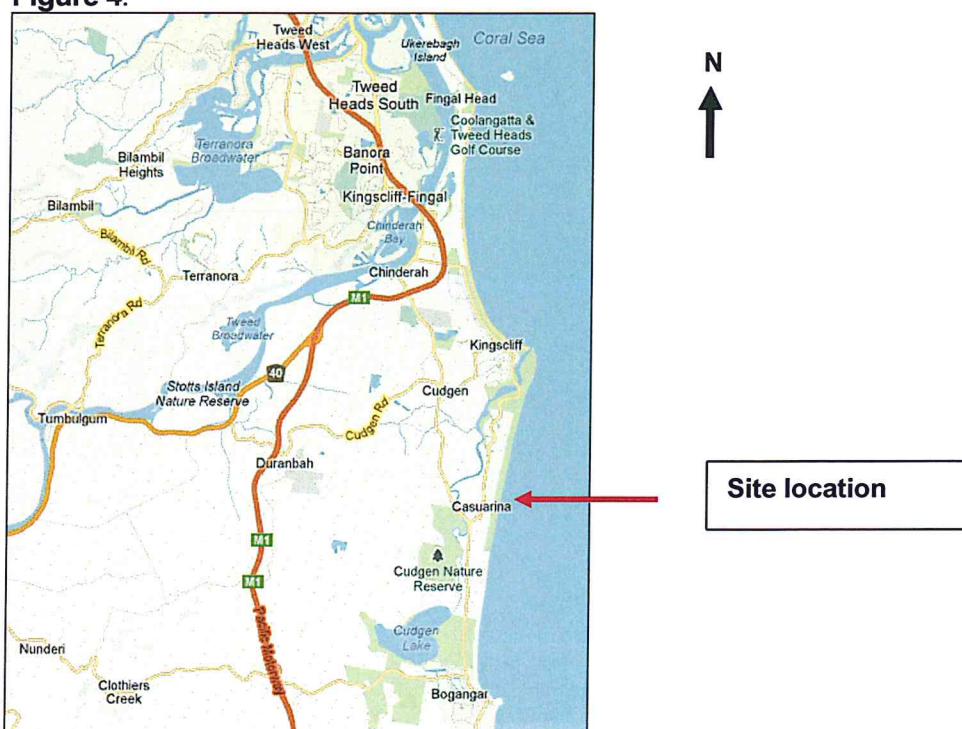 Figure 4.
Tweed
Heads West
Ukerebagh
Island
Coral Sea
N
Tweed
Heads South
Fingal Head
Coolangatta &
Tweed Heads
Golf Course
Terranora
Broadwater
Bilambil
Heights
Banora
Point
Bilambil
Kingscliff-Fingal
Chinderah
Bay
Bilambil Rd
Terranora
Chinderah
M1
Terranora Rd
Tweed
Broadwater
Kingscliff
40
Stotts Island
Nature Reserve
Cudgen
Tumbulgum
Cudgen Rd
Duranbah
Site location
Casuarina
M1
Cudgen Nature
Reserve
M1
Pacific Motorway
Cudgen
Lake
Nunderi
Clothiers
Creek
Bogangar